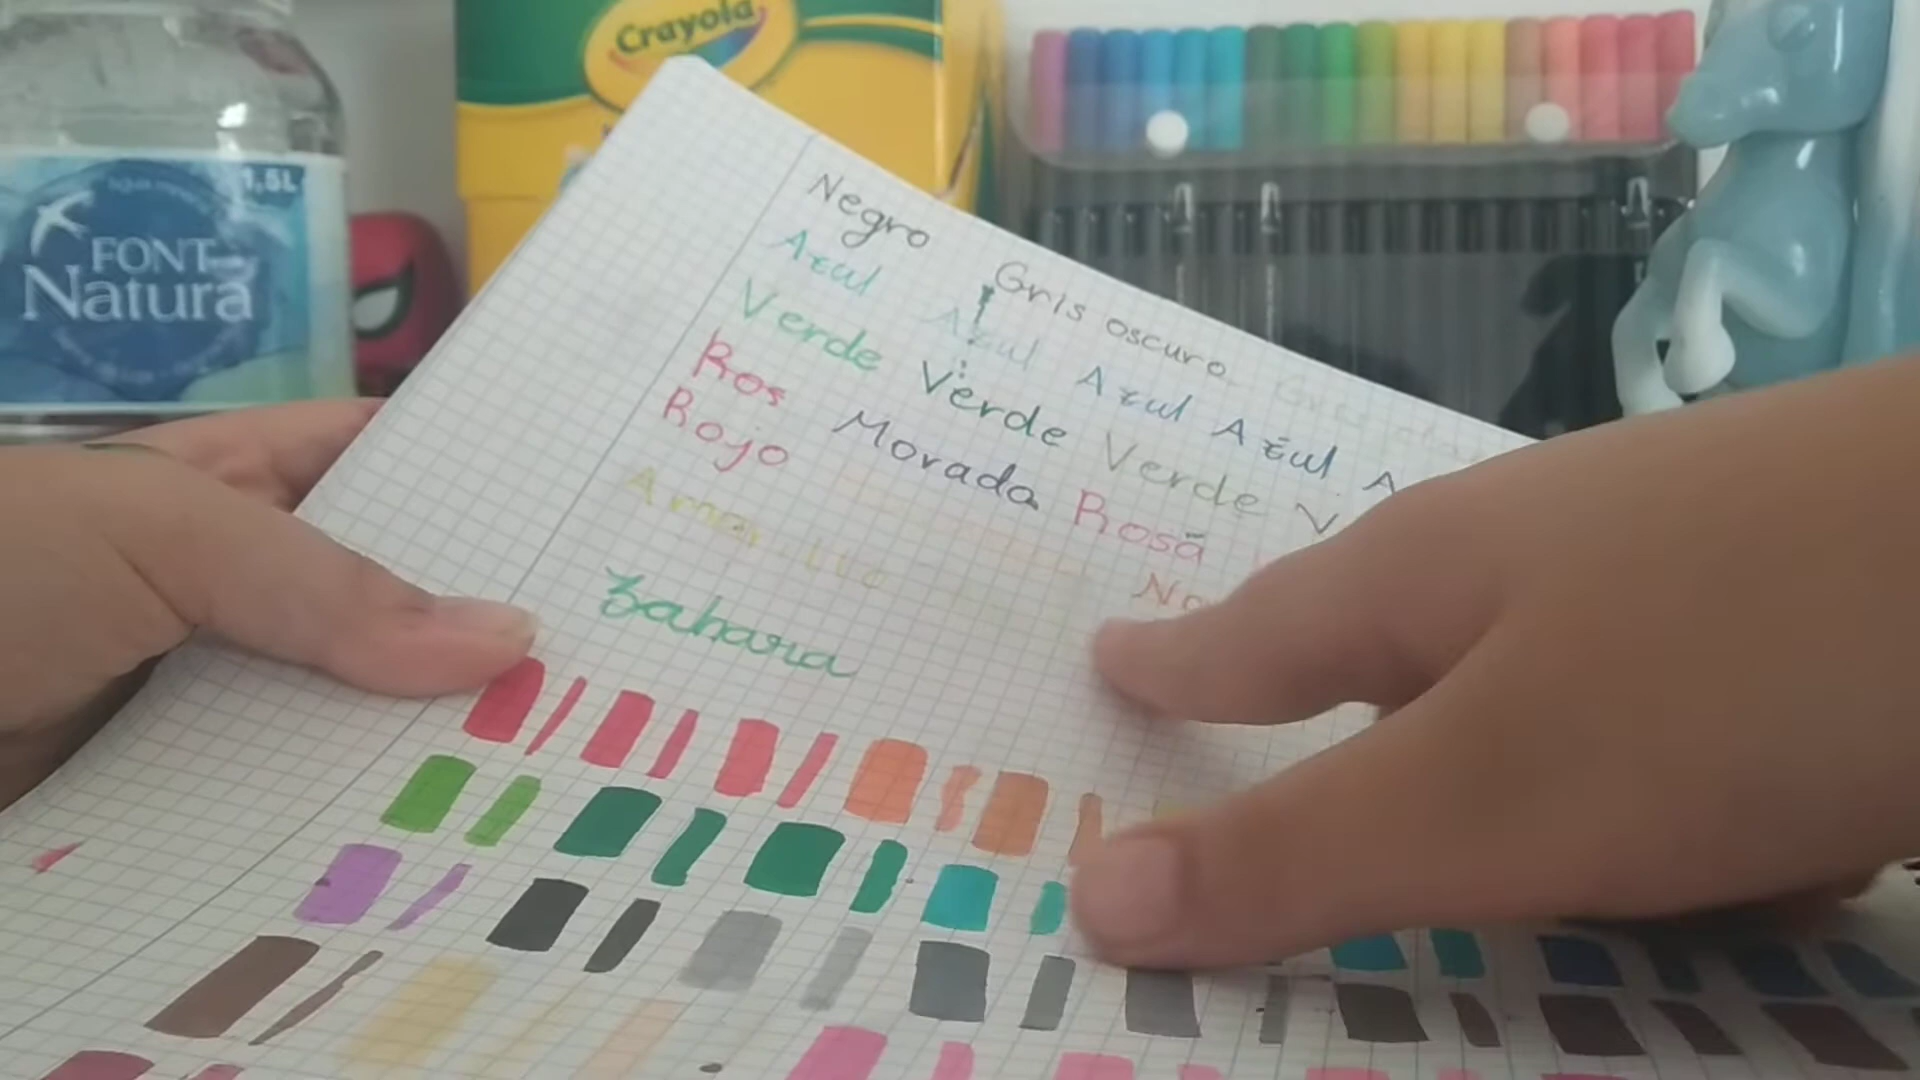 Crayola
1,5L
FONT
Natura
Negro Gris oscuro
Azul Azul Azul Azul A
Verde Verde Verde V
Ros Morada Rosa
Rojo
Amarillo
Zahara